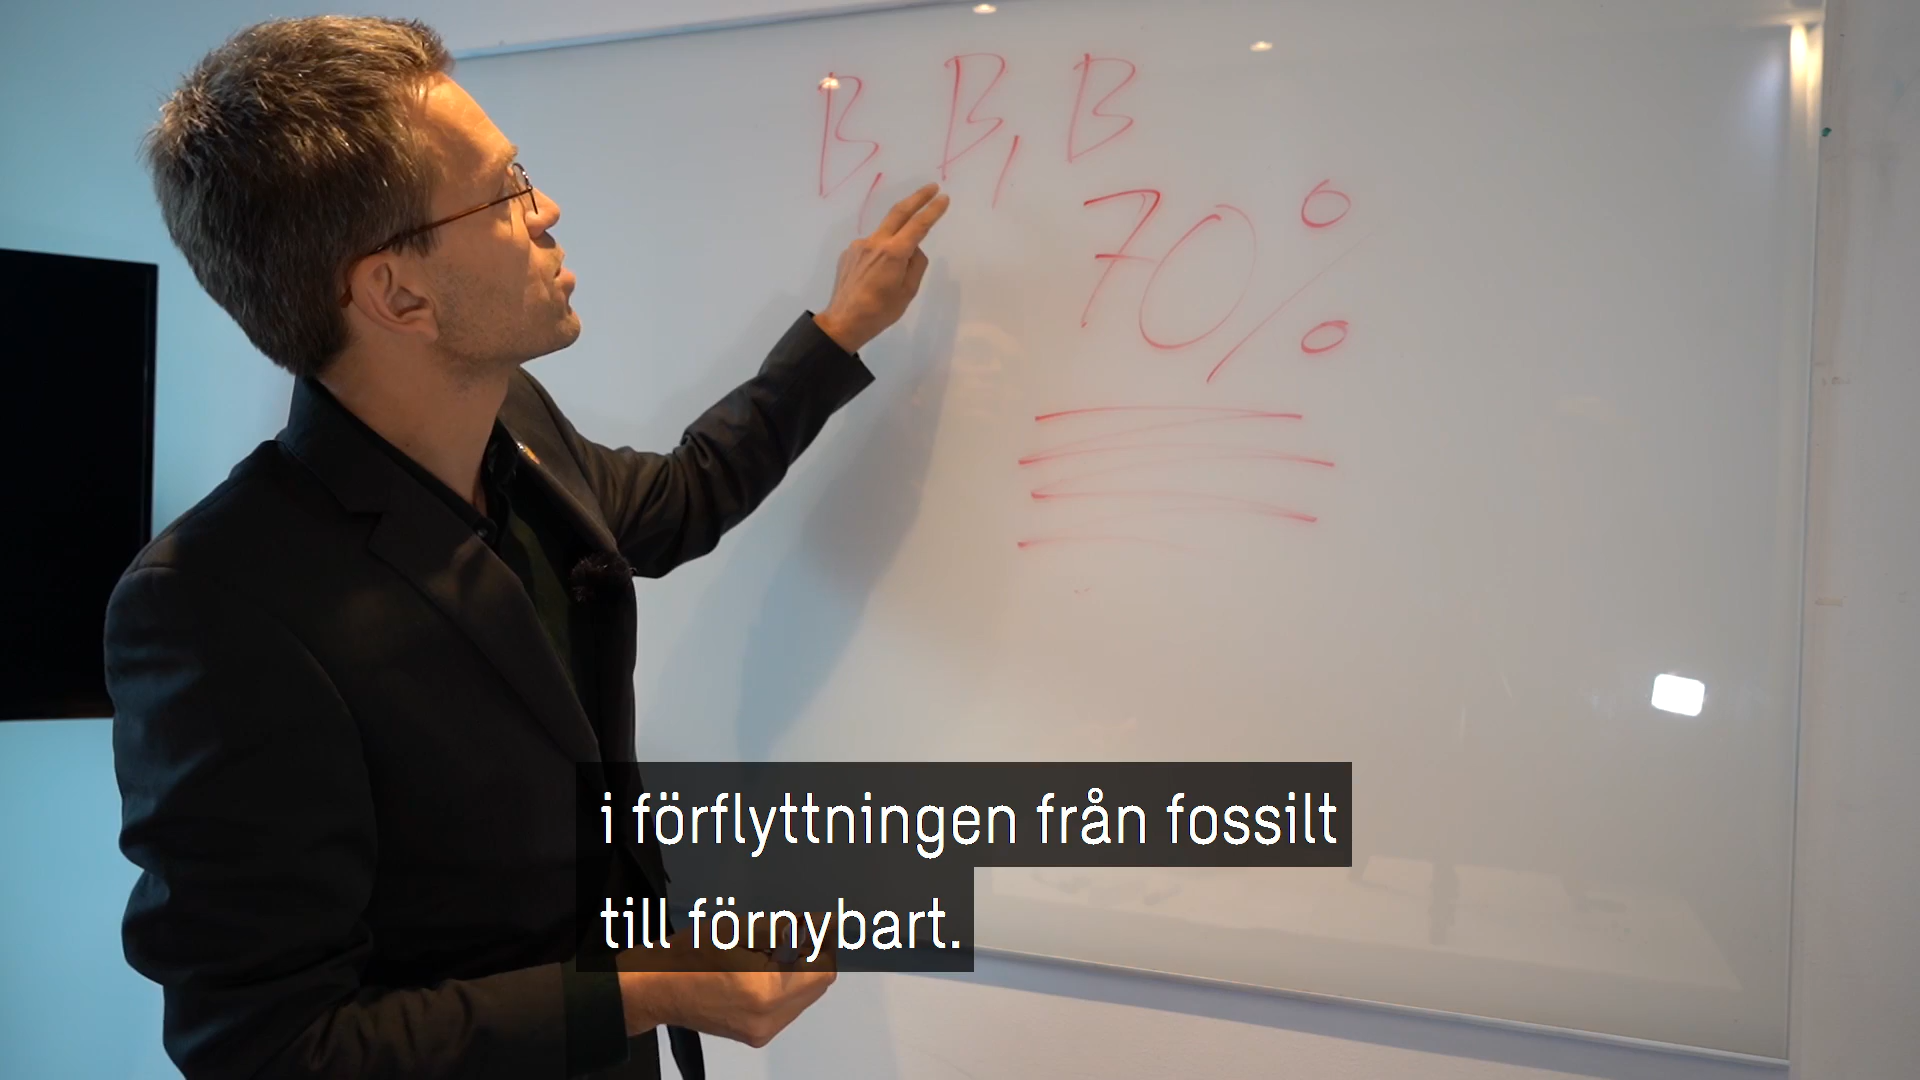 B, B, B
70%
i förflyttningen från fossilt
till förnybart.